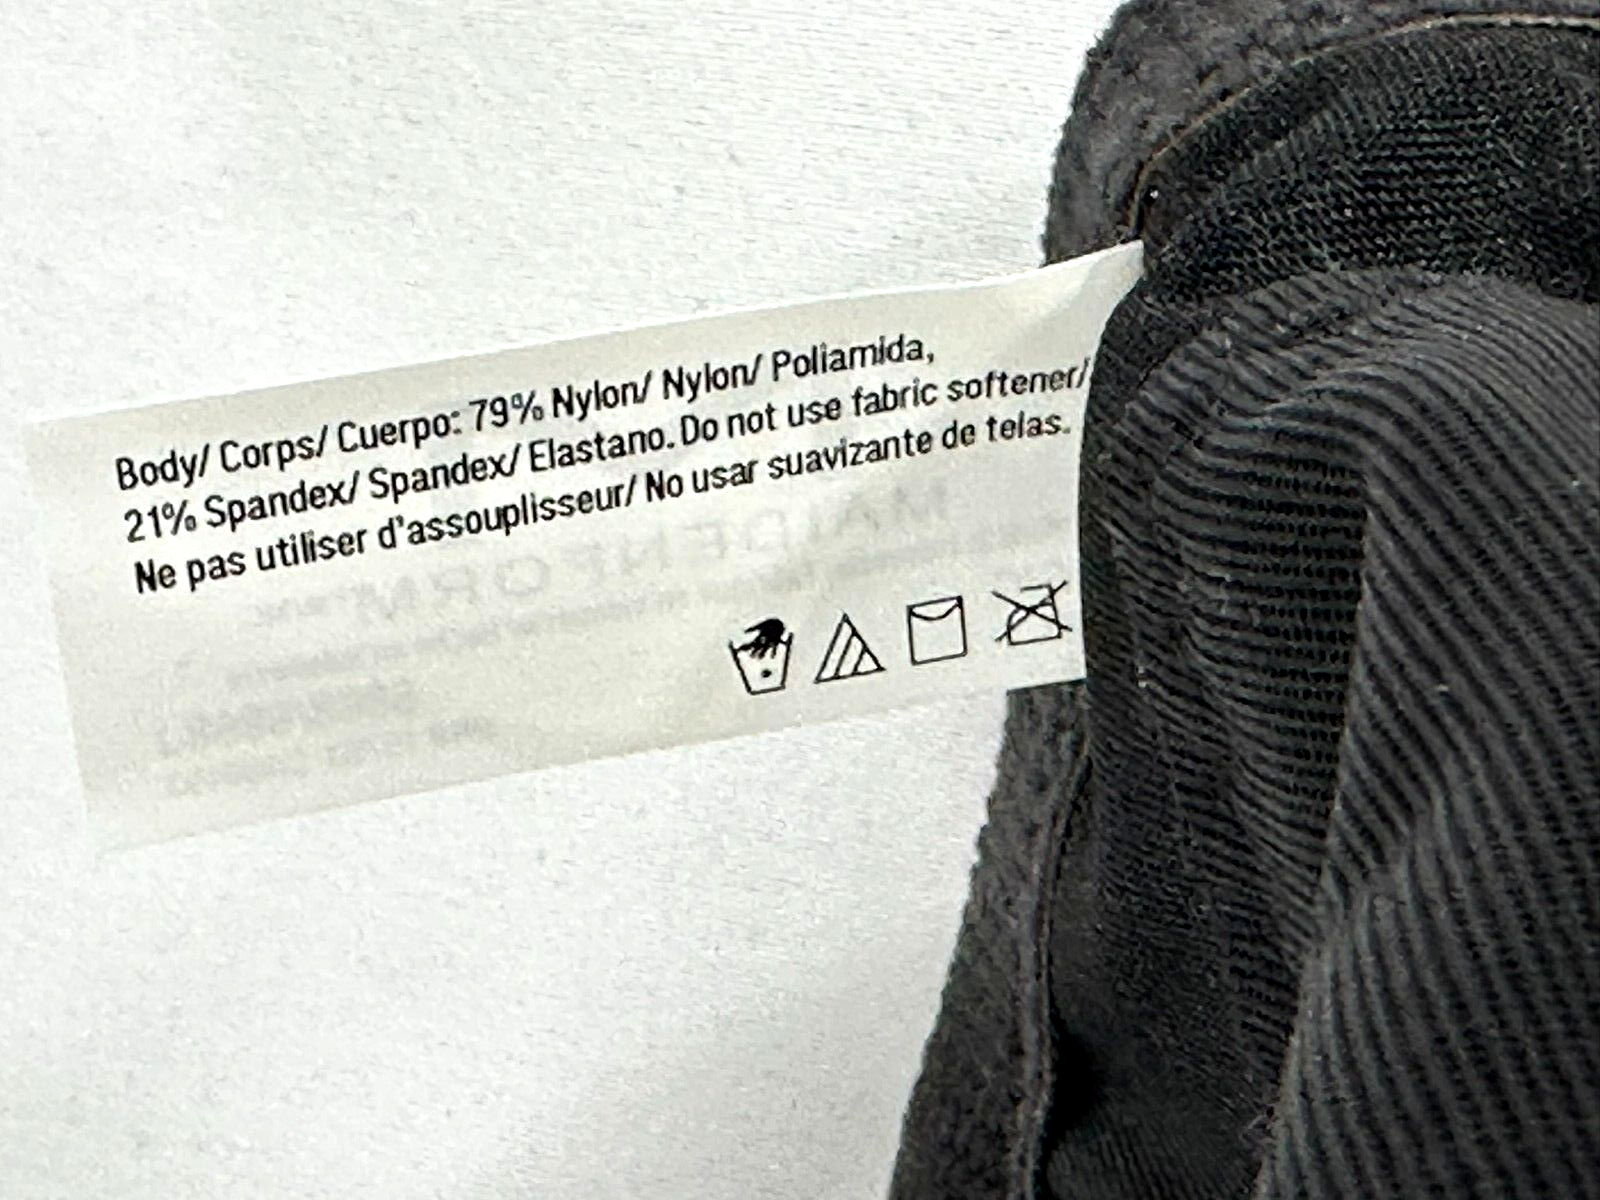 Body/ Corps/ Cuerpo: 79% Nylon/ Nylon/ Poliamida,
21% Spandex/ Spandex/ Elastano. Do not use fabric softener/
Ne pas utiliser d'assouplisseur/ No usar suavizante de telas.
MAIDENFORM